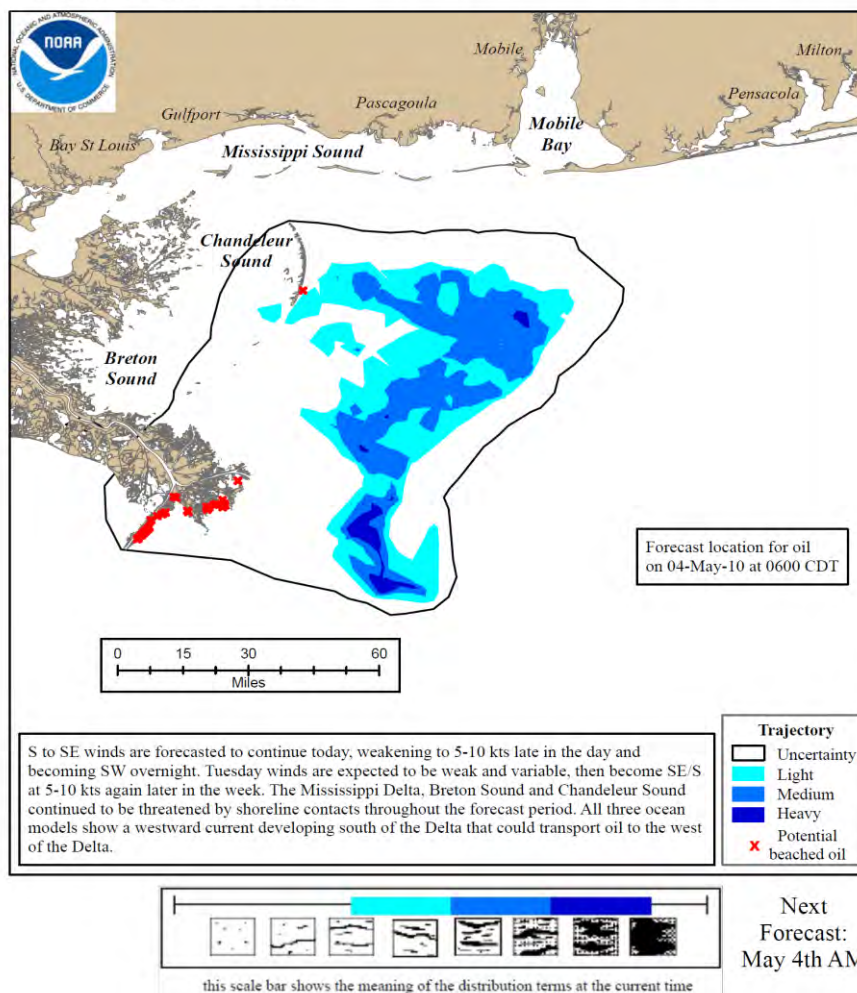 NATIONAL OCEANIC AND ATMOSPHERIC ADMINISTRATION
NOAA
U.S. DEPARTMENT OF COMMERCE
Mobile
Milton
Pensacola
Gulfport
Pascagoula
Mobile
Bay
Bay St Louis
Mississippi Sound
Chandeleur
Sound
Breton
Sound
Forecast location for oil
on 04-May-10 at 0600 CDT
0 15 30 60
Miles
S to SE winds are forecasted to continue today, weakening to 5-10 kts late in the day and
becoming SW overnight. Tuesday winds are expected to be weak and variable, then become SE/S
at 5-10 kts again later in the week. The Mississippi Delta, Breton Sound and Chandeleur Sound
continued to be threatened by shoreline contacts throughout the forecast period. All three ocean
models show a westward current developing south of the Delta that could transport oil to the west
of the Delta.
Trajectory
Uncertainty
Light
Medium
Heavy
Potential
beached oil
Next
Forecast:
May 4th AM
this scale bar shows the meaning of the distribution terms at the current time